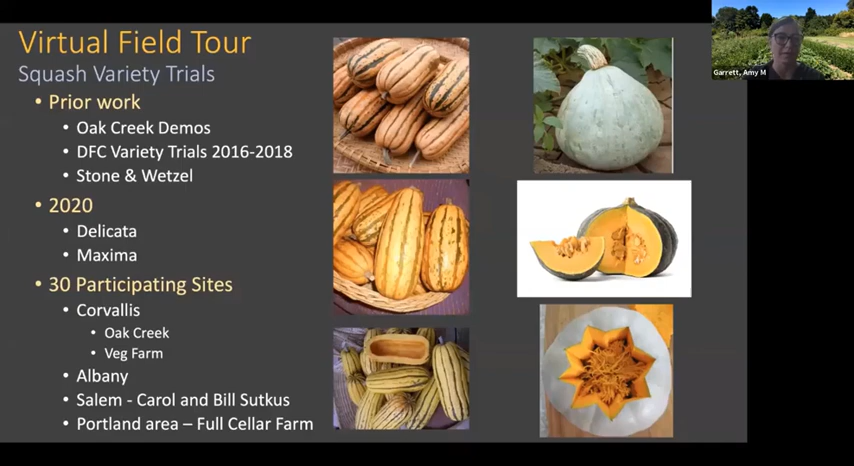 Virtual Field Tour
Squash Variety Trials
• Prior work
• Oak Creek Demos
• DFC Variety Trials 2016-2018
• Stone & Wetzel
• 2020
• Delicata
• Maxima
• 30 Participating Sites
• Corvallis
• Oak Creek
• Veg Farm
• Albany
• Salem - Carol and Bill Sutkus
• Portland area – Full Cellar Farm
Garrett, Amy M